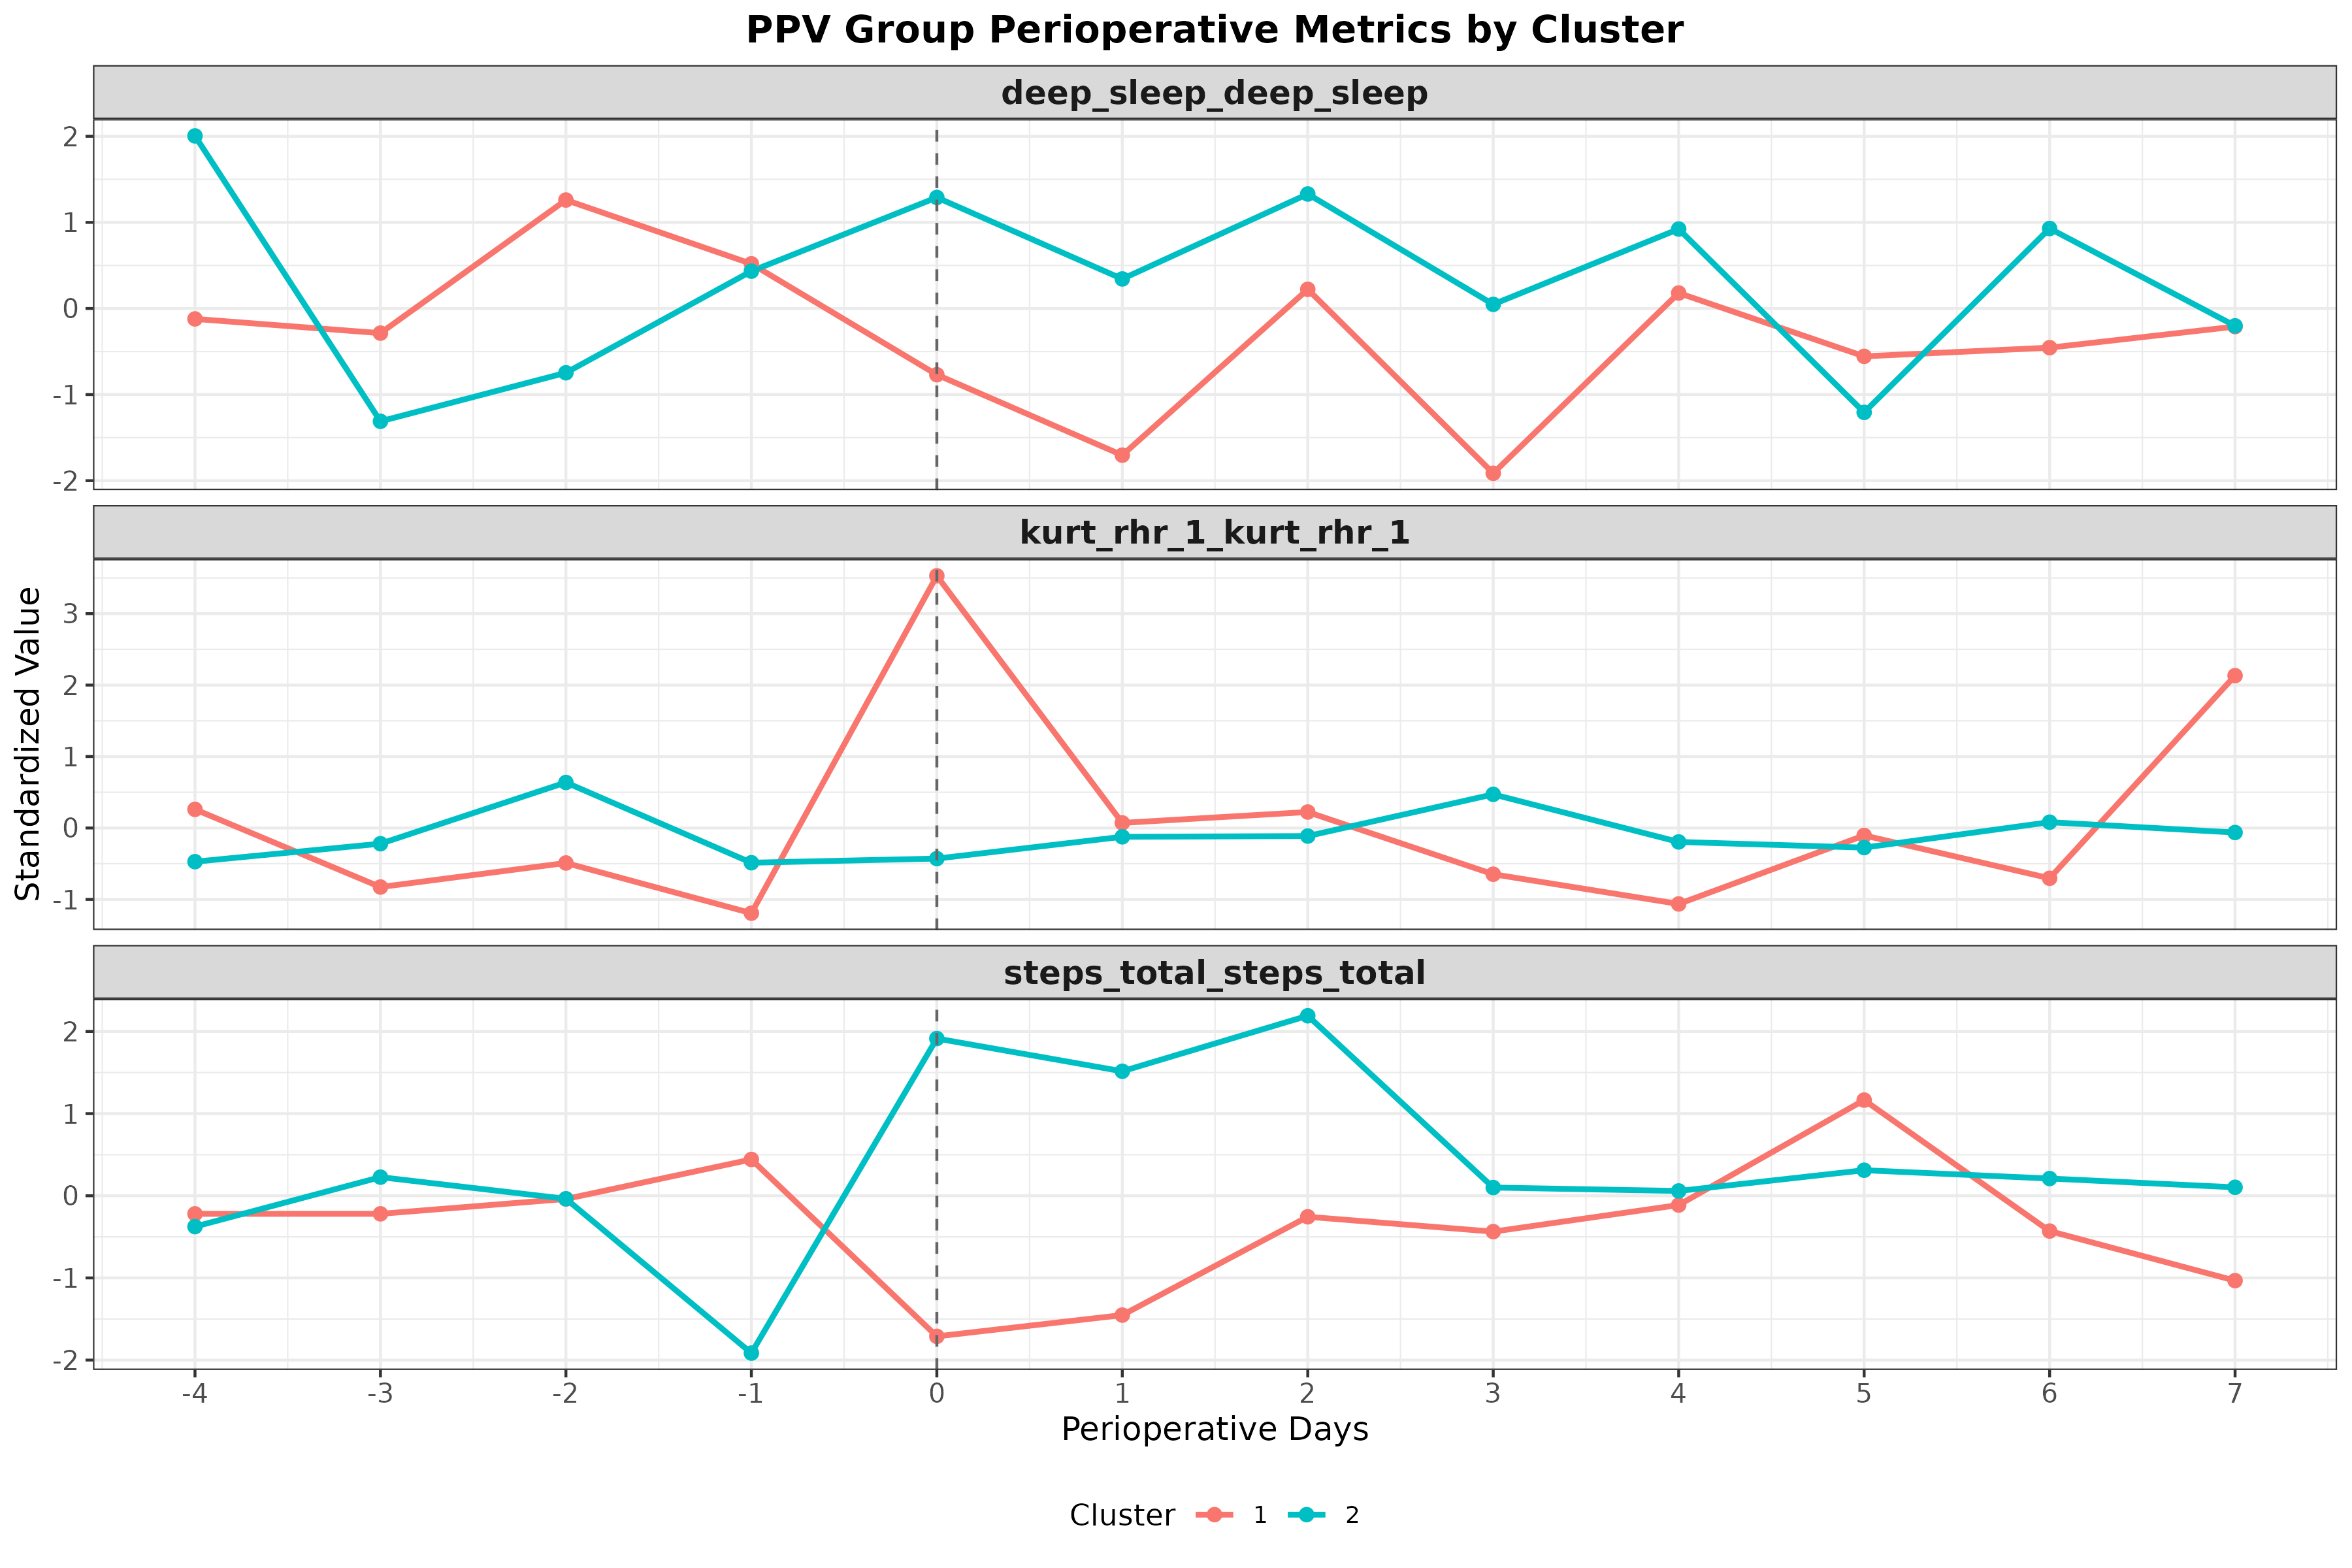 PPV Group Perioperative Metrics by Cluster
deep_sleep_deep_sleep
2
1
0
-1
-2
kurt_rhr_1_kurt_rhr_1
3
2
1
0
-1
steps_total_steps_total
2
1
0
-1
-2
Standardized Value
-4 -3 -2 -1 0 1 2 3 4 5 6 7
Perioperative Days
Cluster 1 2